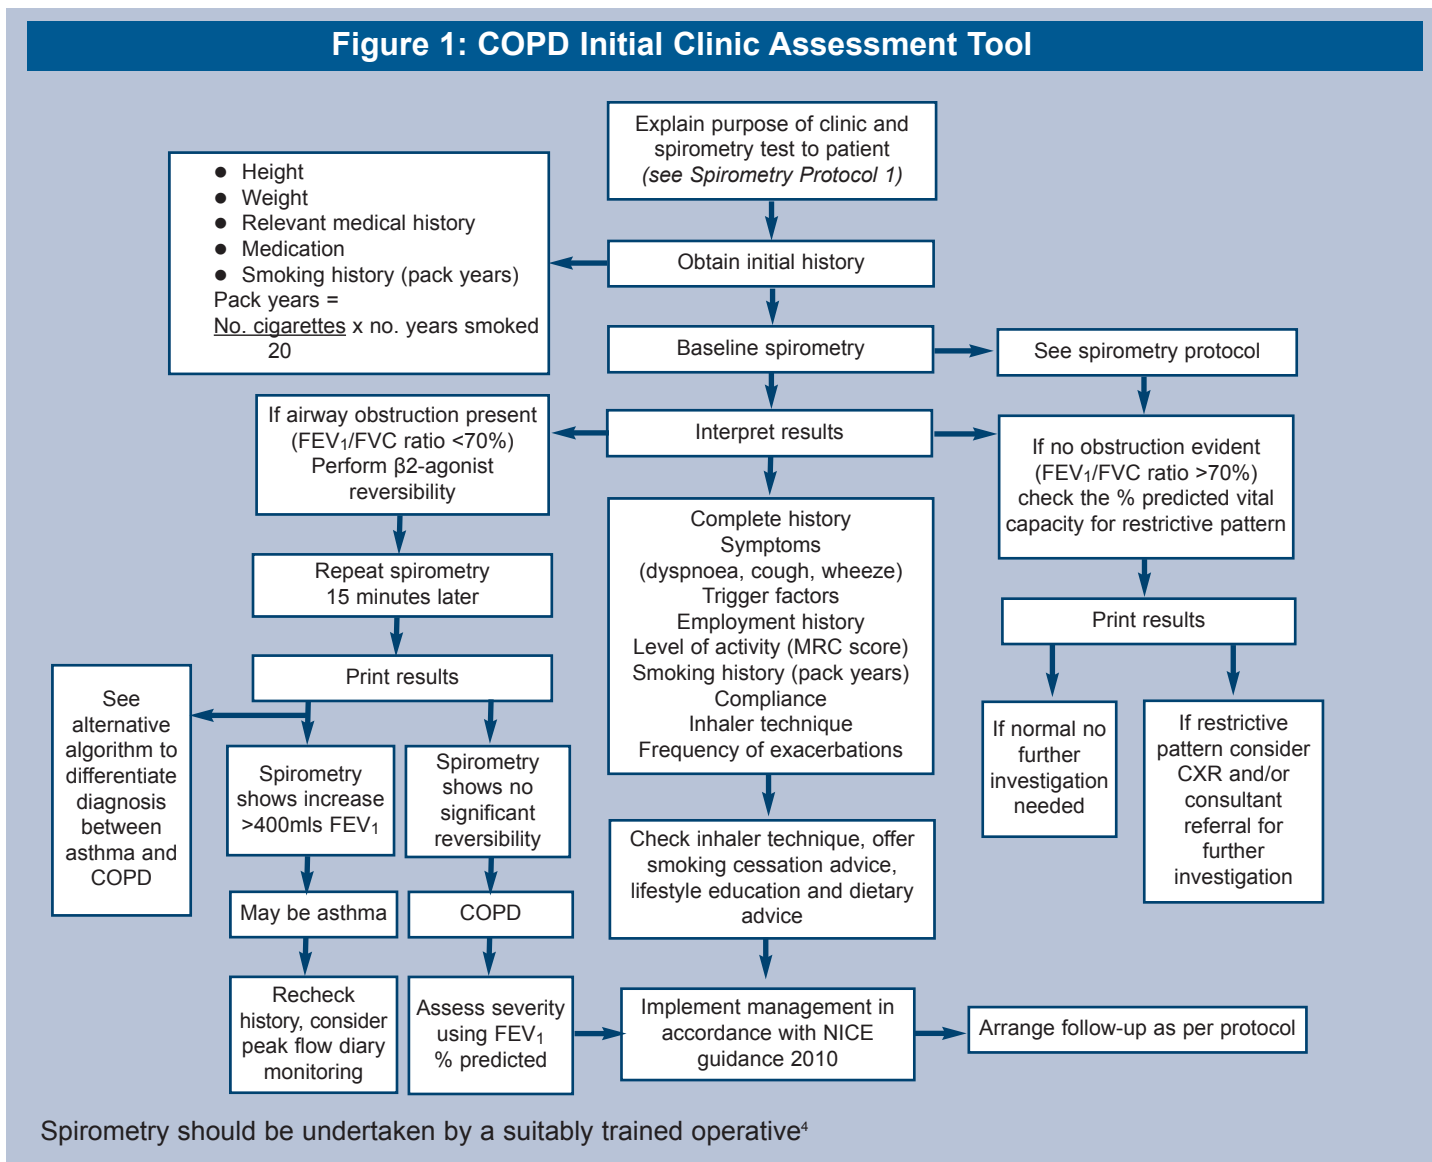 Figure 1: COPD Initial Clinic Assessment Tool
Explain purpose of clinic and
spirometry test to patient
(see Spirometry Protocol 1)
● Height
● Weight
● Relevant medical history
● Medication
● Smoking history (pack years)
Pack years =
No. cigarettes x no. years smoked
20
Obtain initial history
Baseline spirometry
See spirometry protocol
If airway obstruction present
(FEV₁/FVC ratio <70%)
Perform β2-agonist
reversibility
Interpret results
If no obstruction evident
(FEV₁/FVC ratio >70%)
check the % predicted vital
capacity for restrictive pattern
Repeat spirometry
15 minutes later
Complete history
Symptoms
(dyspnoea, cough, wheeze)
Trigger factors
Employment history
Level of activity (MRC score)
Smoking history (pack years)
Compliance
Inhaler technique
Frequency of exacerbations
Print results
Print results
See
alternative
algorithm to
differentiate
diagnosis
between
asthma and
COPD
Spirometry
shows increase
>400mls FEV₁
Spirometry
shows no
significant
reversibility
If normal no
further
investigation
needed
If restrictive
pattern consider
CXR and/or
consultant
referral for
further
investigation
Check inhaler technique, offer
smoking cessation advice,
lifestyle education and dietary
advice
May be asthma
COPD
Recheck
history, consider
peak flow diary
monitoring
Assess severity
using FEV₁
% predicted
Implement management in
accordance with NICE
guidance 2010
Arrange follow-up as per protocol
Spirometry should be undertaken by a suitably trained operative⁴